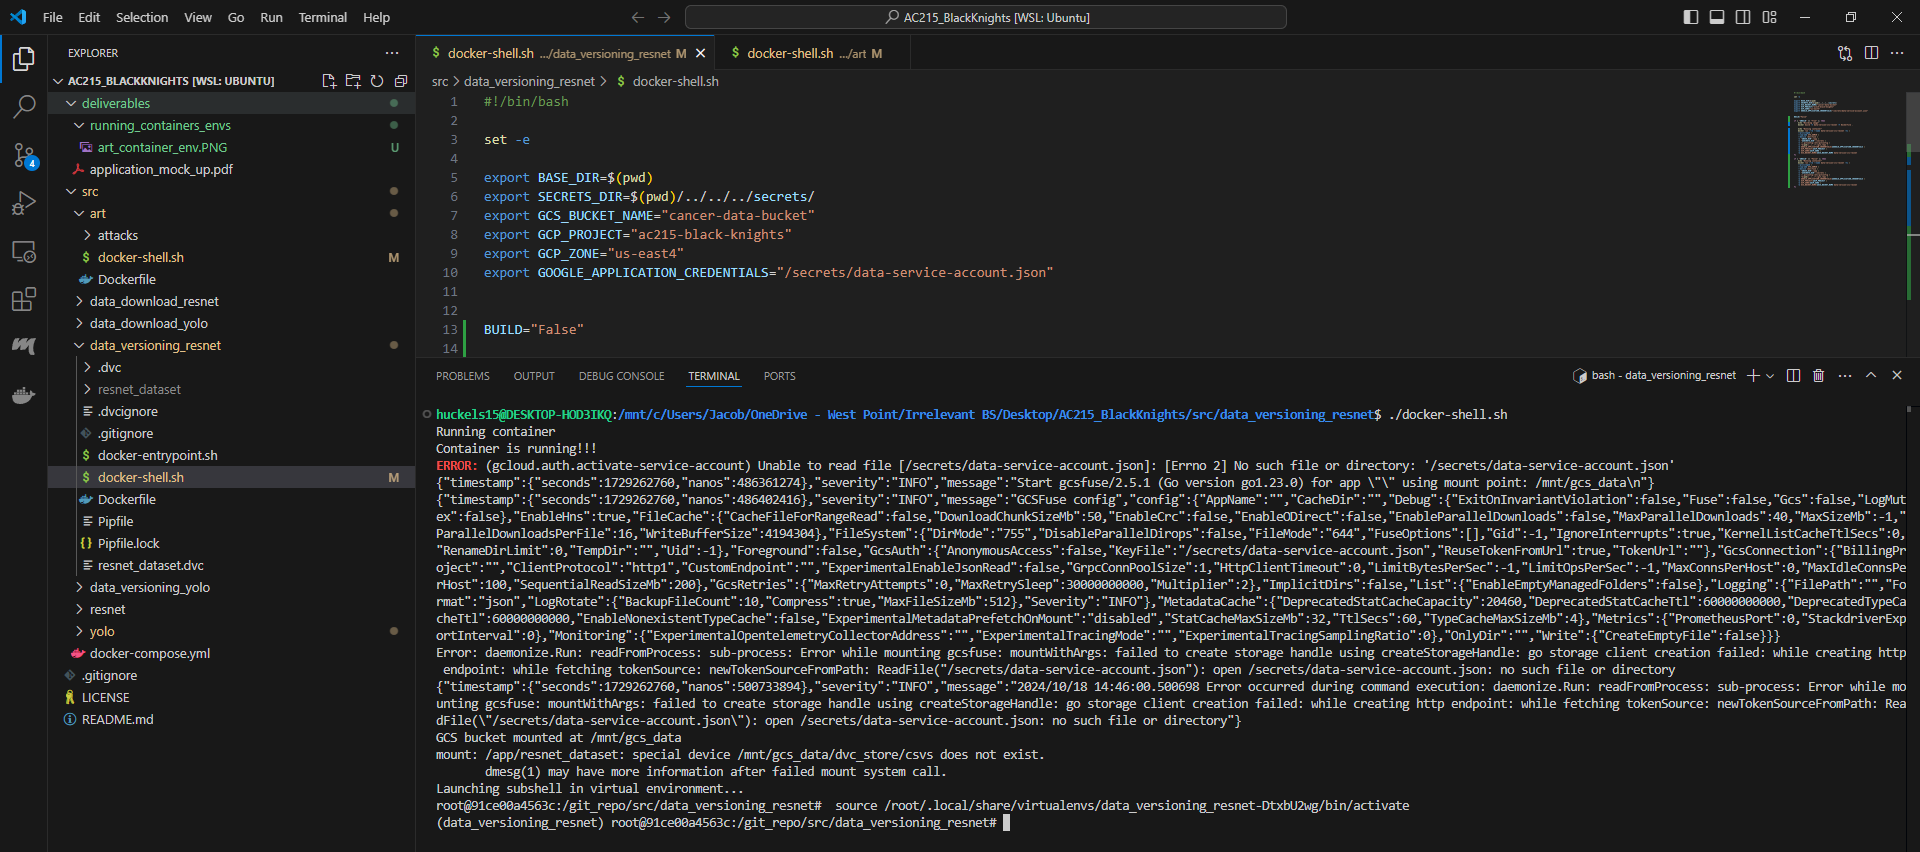 File Edit Selection View Go Run Terminal Help
AC215_BlackKnights [WSL: Ubuntu]
EXPLORER
AC215_BLACKKNIGHTS [WSL: UBUNTU]
deliverables
running_containers_envs
art_container_env.PNG U
application_mock_up.pdf
src
art
attacks
docker-shell.sh M
Dockerfile
data_download_resnet
data_download_yolo
data_versioning_resnet
.dvc
resnet_dataset
.dvcignore
.gitignore
docker-entrypoint.sh
docker-shell.sh M
Dockerfile
Pipfile
Pipfile.lock
resnet_dataset.dvc
data_versioning_yolo
resnet
yolo
docker-compose.yml
.gitignore
LICENSE
README.md
4
docker-shell.sh .../data_versioning_resnet M
docker-shell.sh .../art M
src > data_versioning_resnet > $ docker-shell.sh
1 #!/bin/bash
2
3 set -e
4
5 export BASE_DIR=$(pwd)
6 export SECRETS_DIR=$(pwd)/../../../secrets/
7 export GCS_BUCKET_NAME="cancer-data-bucket"
8 export GCP_PROJECT="ac215-black-knights"
9 export GCP_ZONE="us-east4"
10 export GOOGLE_APPLICATION_CREDENTIALS="/secrets/data-service-account.json"
11
12
13 BUILD="False"
14
PROBLEMS OUTPUT DEBUG CONSOLE TERMINAL PORTS
bash - data_versioning_resnet
huckels15@DESKTOP-HOD3IKQ:/mnt/c/Users/Jacob/OneDrive - West Point/Irrelevant BS/Desktop/AC215_BlackKnights/src/data_versioning_resnet$ ./docker-shell.sh
Running container
Container is running!!!
ERROR: (gcloud.auth.activate-service-account) Unable to read file [/secrets/data-service-account.json]: [Errno 2] No such file or directory: '/secrets/data-service-account.json'
{"timestamp":{"seconds":1729262760,"nanos":486361274},"severity":"INFO","message":"Start gcsfuse/2.5.1 (Go version go1.23.0) for app \"\" using mount point: /mnt/gcs_data\n"}
{"timestamp":{"seconds":1729262760,"nanos":486402416},"severity":"INFO","message":"GCSFuse config","config":{"AppName":"","CacheDir":"","Debug":{"ExitOnInvariantViolation":false,"Fuse":false,"Gcs":false,"LogMut
ex":false},"EnableHns":true,"FileCache":{"CacheFileForRangeRead":false,"DownloadChunkSizeMb":50,"EnableCrc":false,"EnableODirect":false,"EnableParallelDownloads":false,"MaxParallelDownloads":40,"MaxSizeMb":-1,"
ParallelDownloadsPerFile":16,"WriteBufferSize":4194304},"FileSystem":{"DirMode":"755","DisableParallelDirops":false,"FileMode":"644","FuseOptions":[],"Gid":-1,"IgnoreInterrupts":true,"KernelListCacheTtlSecs":0,
"RenameDirLimit":0,"TempDir":"","Uid":-1},"Foreground":false,"GcsAuth":{"AnonymousAccess":false,"KeyFile":"/secrets/data-service-account.json","ReuseTokenFromUrl":true,"TokenUrl":""},"GcsConnection":{"BillingPr
oject":"","ClientProtocol":"http1","CustomEndpoint":"","ExperimentalEnableJsonRead":false,"GrpcConnPoolSize":1,"HttpClientTimeout":0,"LimitBytesPerSec":-1,"LimitOpsPerSec":-1,"MaxConnsPerHost":0,"MaxIdleConnsPe
rHost":100,"SequentialReadSizeMb":200},"GcsRetries":{"MaxRetryAttempts":0,"MaxRetrySleep":30000000000,"Multiplier":2},"ImplicitDirs":false,"List":{"EnableEmptyManagedFolders":false},"Logging":{"FilePath":"","Fo
rmat":"json","LogRotate":{"BackupFileCount":10,"Compress":true,"MaxFileSizeMb":512},"Severity":"INFO"},"MetadataCache":{"DeprecatedStatCacheCapacity":20460,"DeprecatedStatCacheTtl":60000000000,"DeprecatedTypeCa
cheTtl":60000000000,"EnableNonexistentTypeCache":false,"ExperimentalMetadataPrefetchOnMount":"disabled","StatCacheMaxSizeMb":32,"TtlSecs":60,"TypeCacheMaxSizeMb":4},"Metrics":{"PrometheusPort":0,"StackdriverExp
ortInterval":0},"Monitoring":{"ExperimentalOpentelemetryCollectorAddress":"","ExperimentalTracingMode":"","ExperimentalTracingSamplingRatio":0},"OnlyDir":"","Write":{"CreateEmptyFile":false}}}
Error: daemonize.Run: readFromProcess: sub-process: Error while mounting gcsfuse: mountWithArgs: failed to create storage handle using createStorageHandle: go storage client creation failed: while creating http
endpoint: while fetching tokenSource: newTokenSourceFromPath: ReadFile("/secrets/data-service-account.json"): open /secrets/data-service-account.json: no such file or directory
{"timestamp":{"seconds":1729262760,"nanos":500733894},"severity":"INFO","message":"2024/10/18 14:46:00.500698 Error occurred during command execution: daemonize.Run: readFromProcess: sub-process: Error while mo
unting gcsfuse: mountWithArgs: failed to create storage handle using createStorageHandle: go storage client creation failed: while creating http endpoint: while fetching tokenSource: newTokenSourceFromPath: Rea
dFile(\"/secrets/data-service-account.json\"): open /secrets/data-service-account.json: no such file or directory"}
GCS bucket mounted at /mnt/gcs_data
mount: /app/resnet_dataset: special device /mnt/gcs_data/dvc_store/csvs does not exist.
dmesg(1) may have more information after failed mount system call.
Launching subshell in virtual environment...
root@91ce00a4563c:/git_repo/src/data_versioning_resnet#  source /root/.local/share/virtualenvs/data_versioning_resnet-DtxbU2wg/bin/activate
(data_versioning_resnet) root@91ce00a4563c:/git_repo/src/data_versioning_resnet#